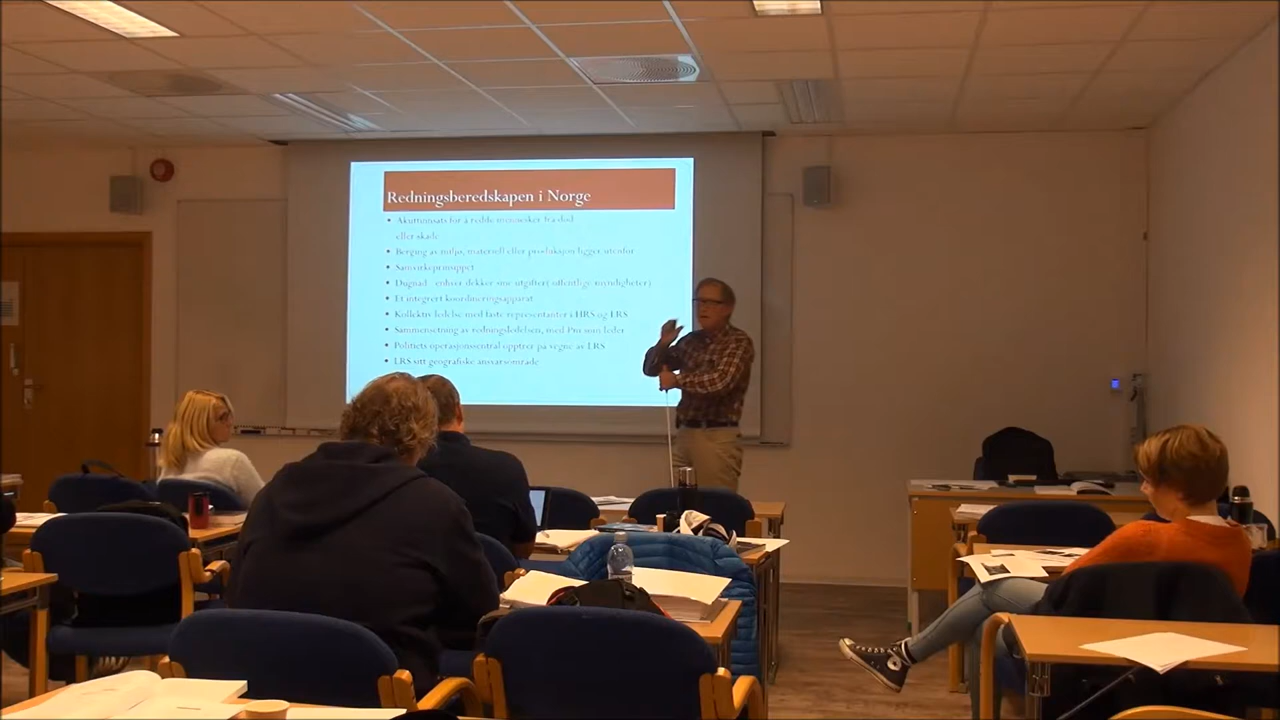 Redningsberedskapen i Norge
• Akuttinnsats for å redde mennesker fra død
eller skade
• Berging av miljø, materiell eller produksjon ligger utenfor
• Samvirkeprinsippet
• Dugnad - enhver dekker sine utgifter( offentlige myndigheter)
• Et integrert koordineringsapparat
• Kollektiv ledelse med faste representanter i HRS og LRS
• Sammensetning av redningsledelsen, med Pm som leder
• Politiets operasjonssentral opptrer på vegne av LRS
• LRS sitt geografiske ansvarsområde